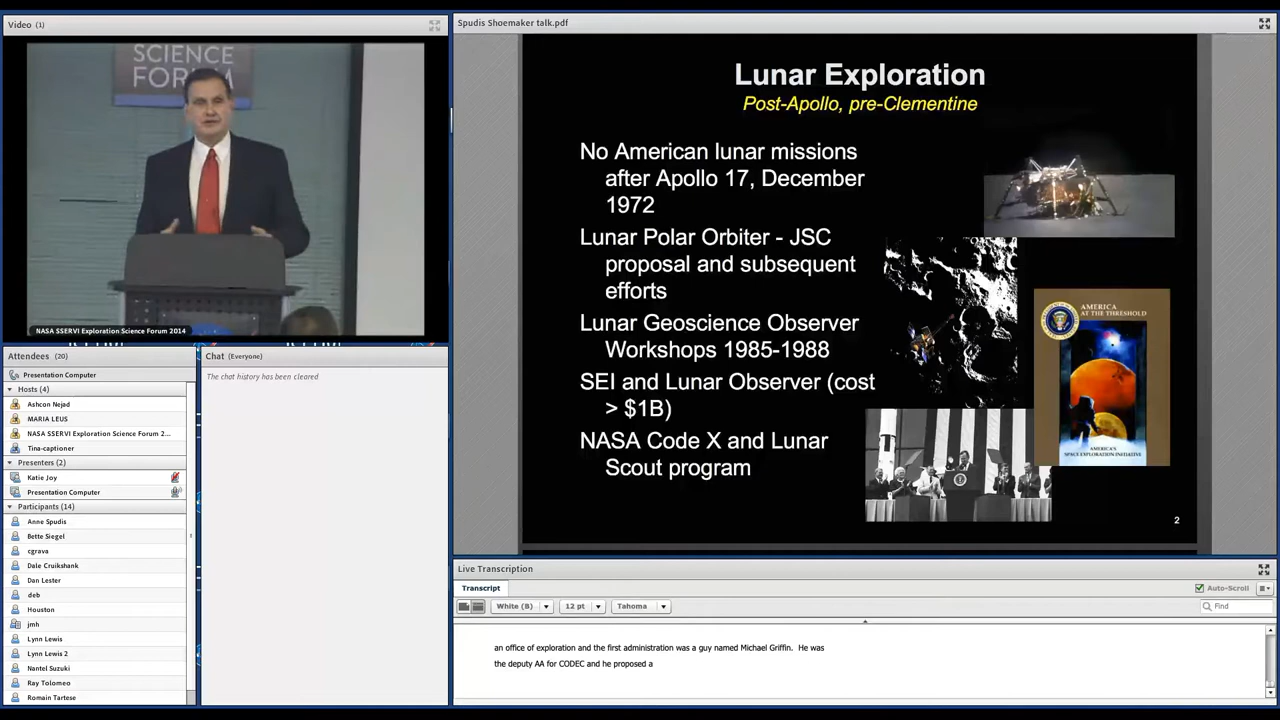 Video (1)
SCIENCE
FORUM
NASA SSERVI Exploration Science Forum 2014
Attendees (20)
Presentation Computer
Hosts (4)
Ashcon Nejad
MARIA LEUS
NASA SSERVI Exploration Science Forum 2...
Tina-captioner
Presenters (2)
Katie Joy
Presentation Computer
Participants (14)
Anne Spudis
Bette Siegel
cgrava
Dale Cruikshank
Dan Lester
deb
Houston
jmh
Lynn Lewis
Lynn Lewis 2
Nantel Suzuki
Ray Tolomeo
Romain Tartese
Chat (Everyone)
The chat history has been cleared
Spudis Shoemaker talk.pdf
Lunar Exploration
Post-Apollo, pre-Clementine
No American lunar missions
after Apollo 17, December
1972
Lunar Polar Orbiter - JSC
proposal and subsequent
efforts
Lunar Geoscience Observer
Workshops 1985-1988
SEI and Lunar Observer (cost
> $1B)
NASA Code X and Lunar
Scout program
AMERICA
AT THE THRESHOLD
AMERICA'S
SPACE EXPLORATION INITIATIVE
2
Live Transcription
Transcript
Auto-Scroll
White (B)
12 pt
Tahoma
Find
an office of exploration and the first administration was a guy named Michael Griffin.  He was
the deputy AA for CODEC and he proposed a